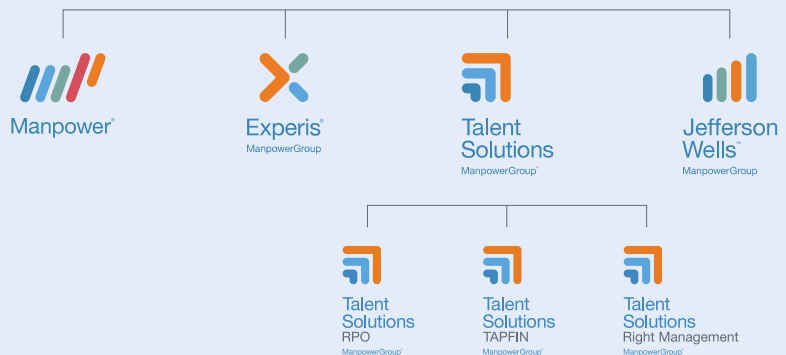 Manpower®
Experis®
ManpowerGroup
Talent
Solutions
ManpowerGroup®
Jefferson
Wells™
ManpowerGroup
Talent
Solutions
RPO
ManpowerGroup®
Talent
Solutions
TAPFIN
ManpowerGroup®
Talent
Solutions
Right Management
ManpowerGroup®